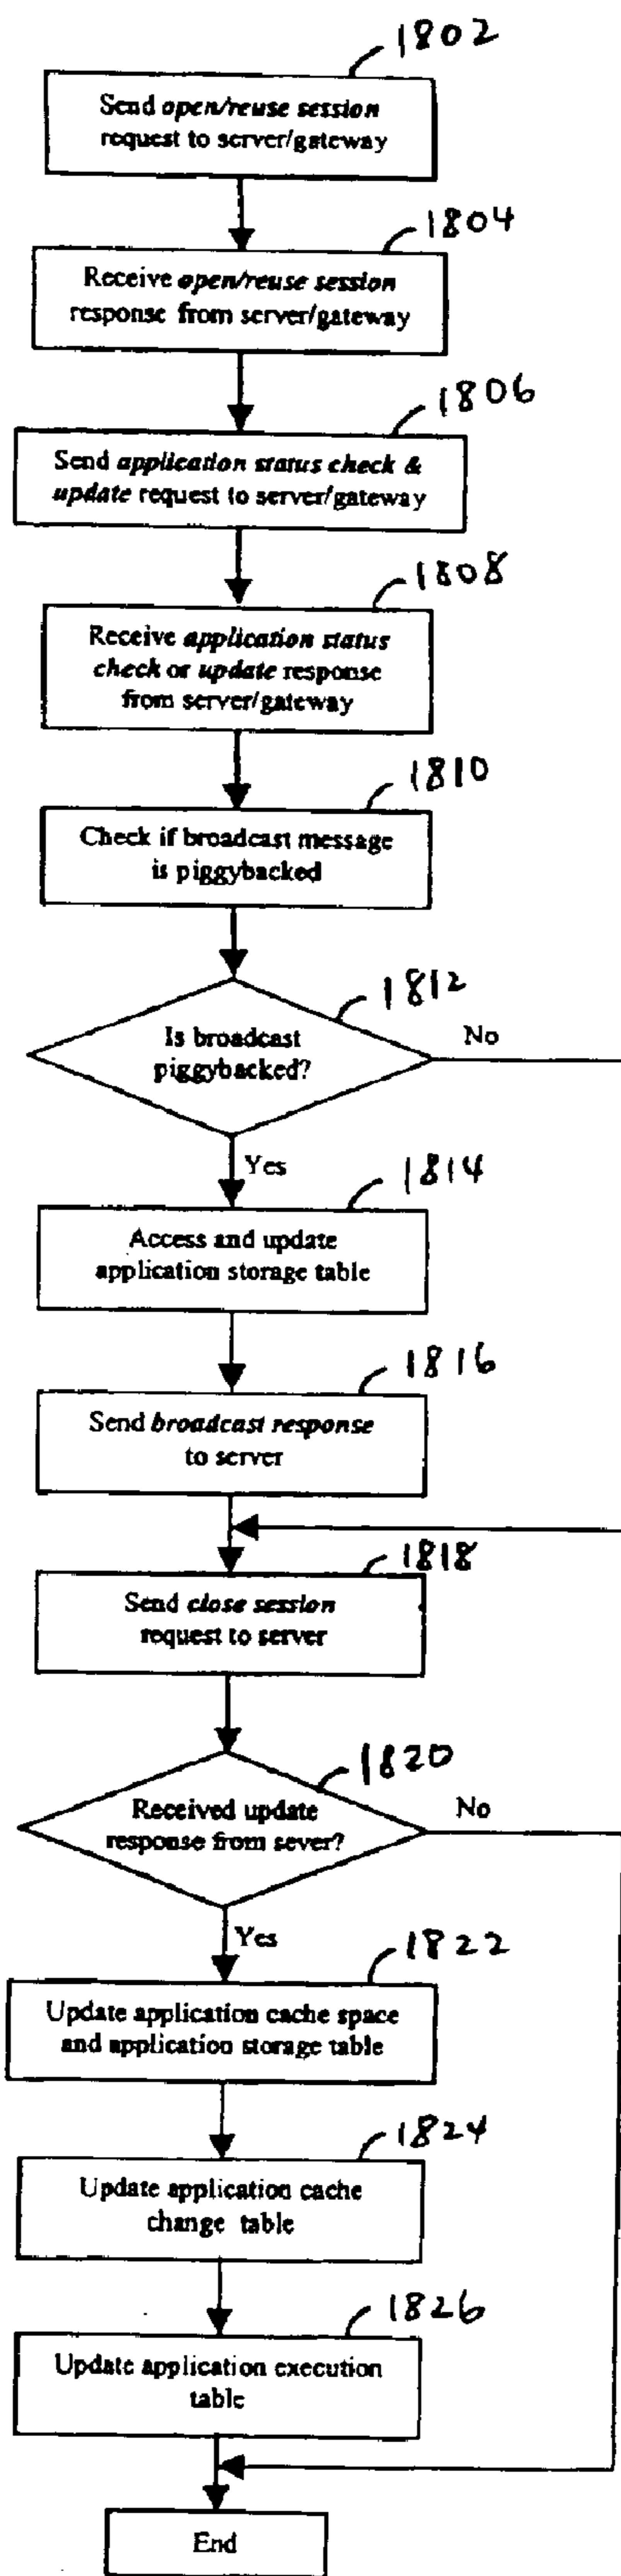 1802
Send open/reuse session
request to server/gateway
1804
Receive open/reuse session
response from server/gateway
1806
Send application status check &
update request to server/gateway
1808
Receive application status
check or update response
from server/gateway
1810
Check if broadcast message
is piggybacked
1812
Is broadcast
piggybacked?
No
Yes
1814
Access and update
application storage table
1816
Send broadcast response
to server
1818
Send close session
request to server
1820
Received update
response from sever?
No
Yes
1822
Update application cache space
and application storage table
1824
Update application cache
change table
1826
Update application execution
table
End